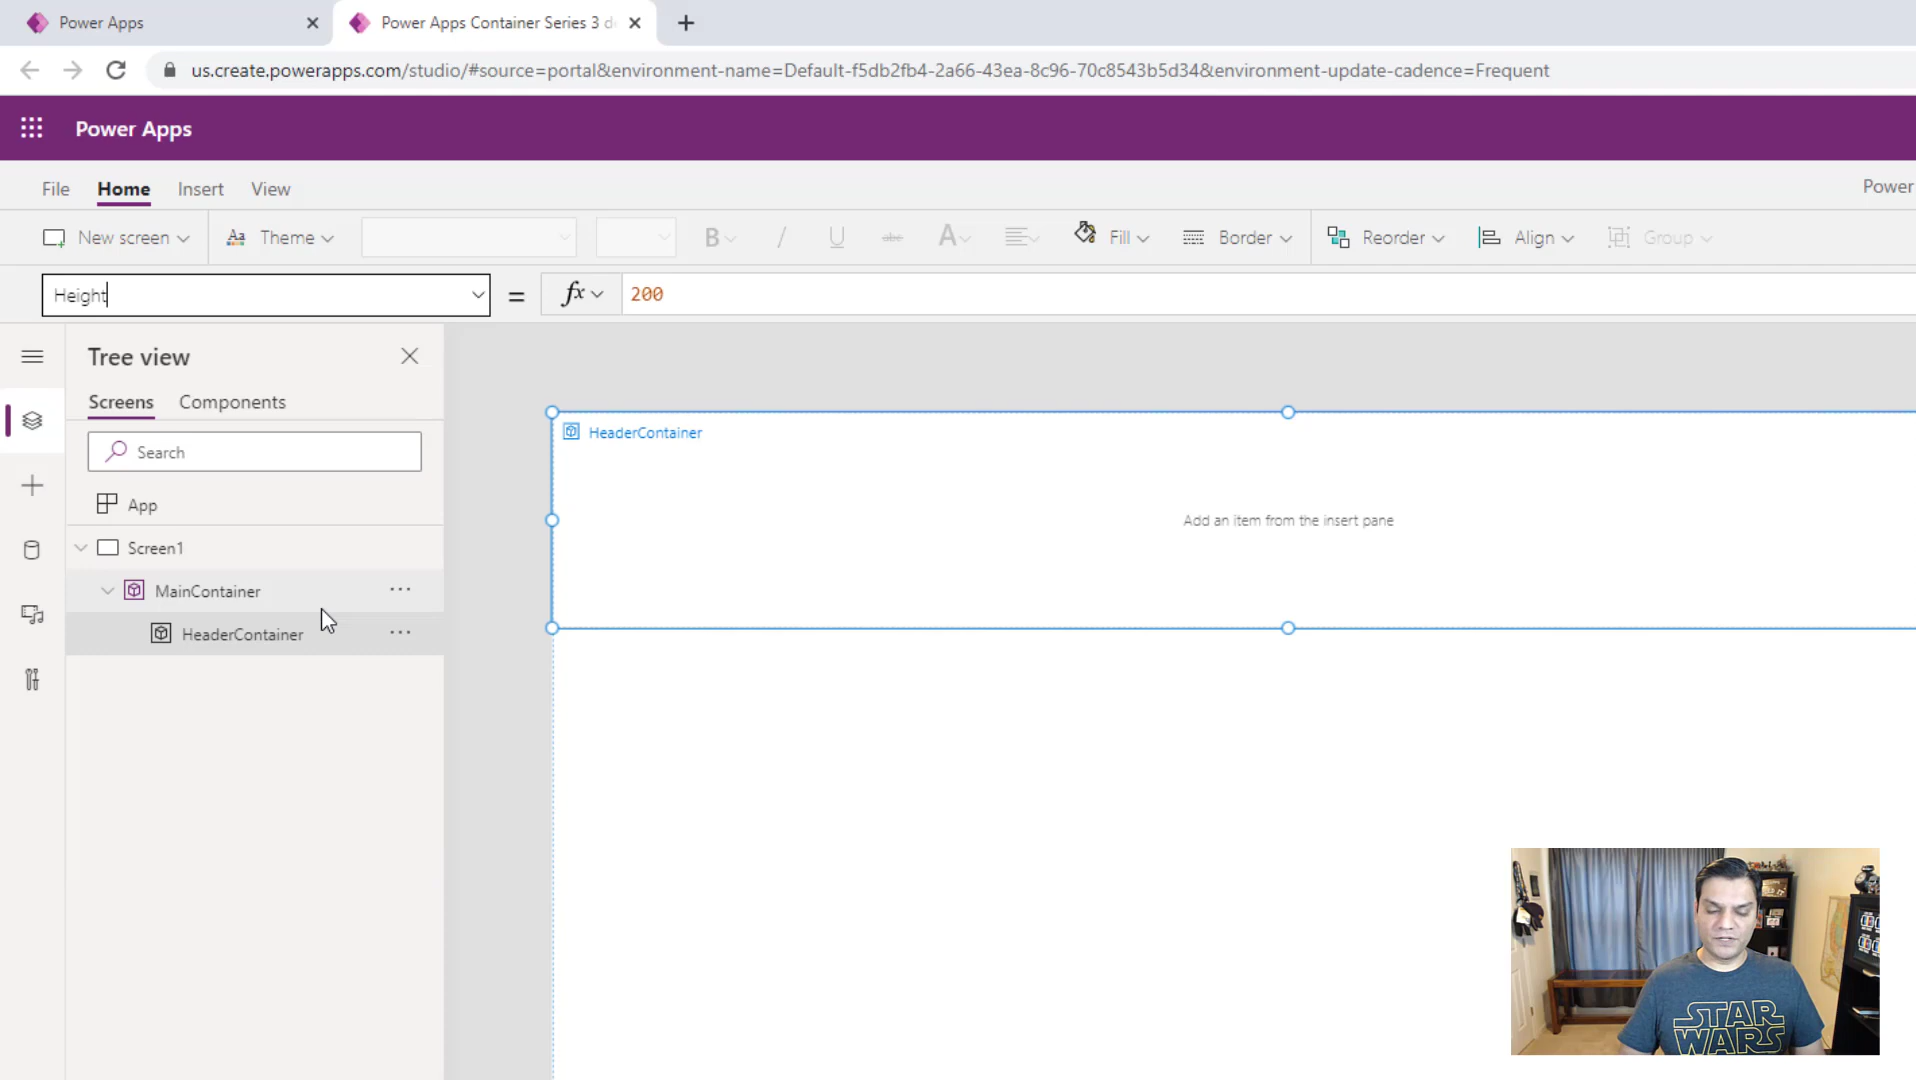 Power Apps
Power Apps Container Series 3 d
us.create.powerapps.com/studio/#source=portal&environment-name=Default-f5db2fb4-2a66-43ea-8c96-70c8543b5d34&environment-update-cadence=Frequent
Power Apps
File Home Insert View
Power
New screen Theme B / U abc A Fill Border Reorder Align Group
Height = fx 200
Tree view
Screens Components
Search
App
Screen1
MainContainer
HeaderContainer
HeaderContainer
Add an item from the insert pane
STAR
WARS